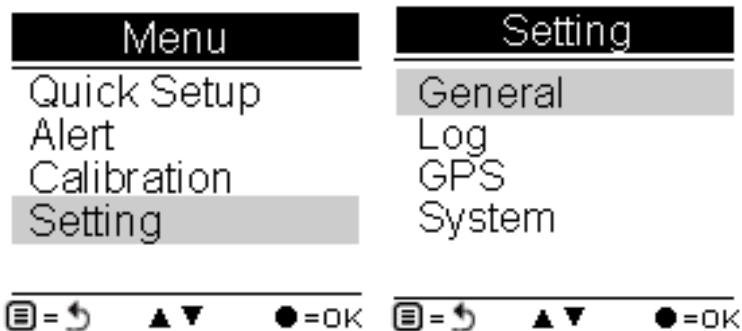 Menu
Quick Setup
Alert
Calibration
Setting
=
=OK
Setting
General
Log
GPS
System
=
=OK